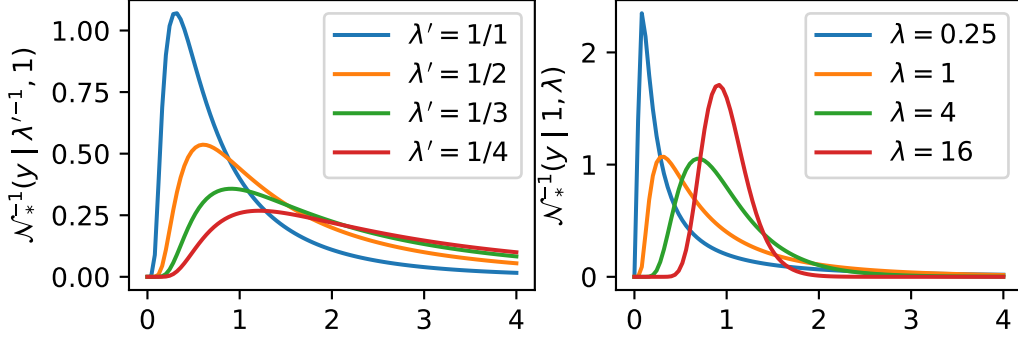 𝒩*⁻¹(y | λ′⁻¹, 1)
1.00
0.75
0.50
0.25
0.00
0 1 2 3 4
λ′ = 1/1
λ′ = 1/2
λ′ = 1/3
λ′ = 1/4
𝒩*⁻¹(y | 1, λ)
2
1
0
0 1 2 3 4
λ = 0.25
λ = 1
λ = 4
λ = 16